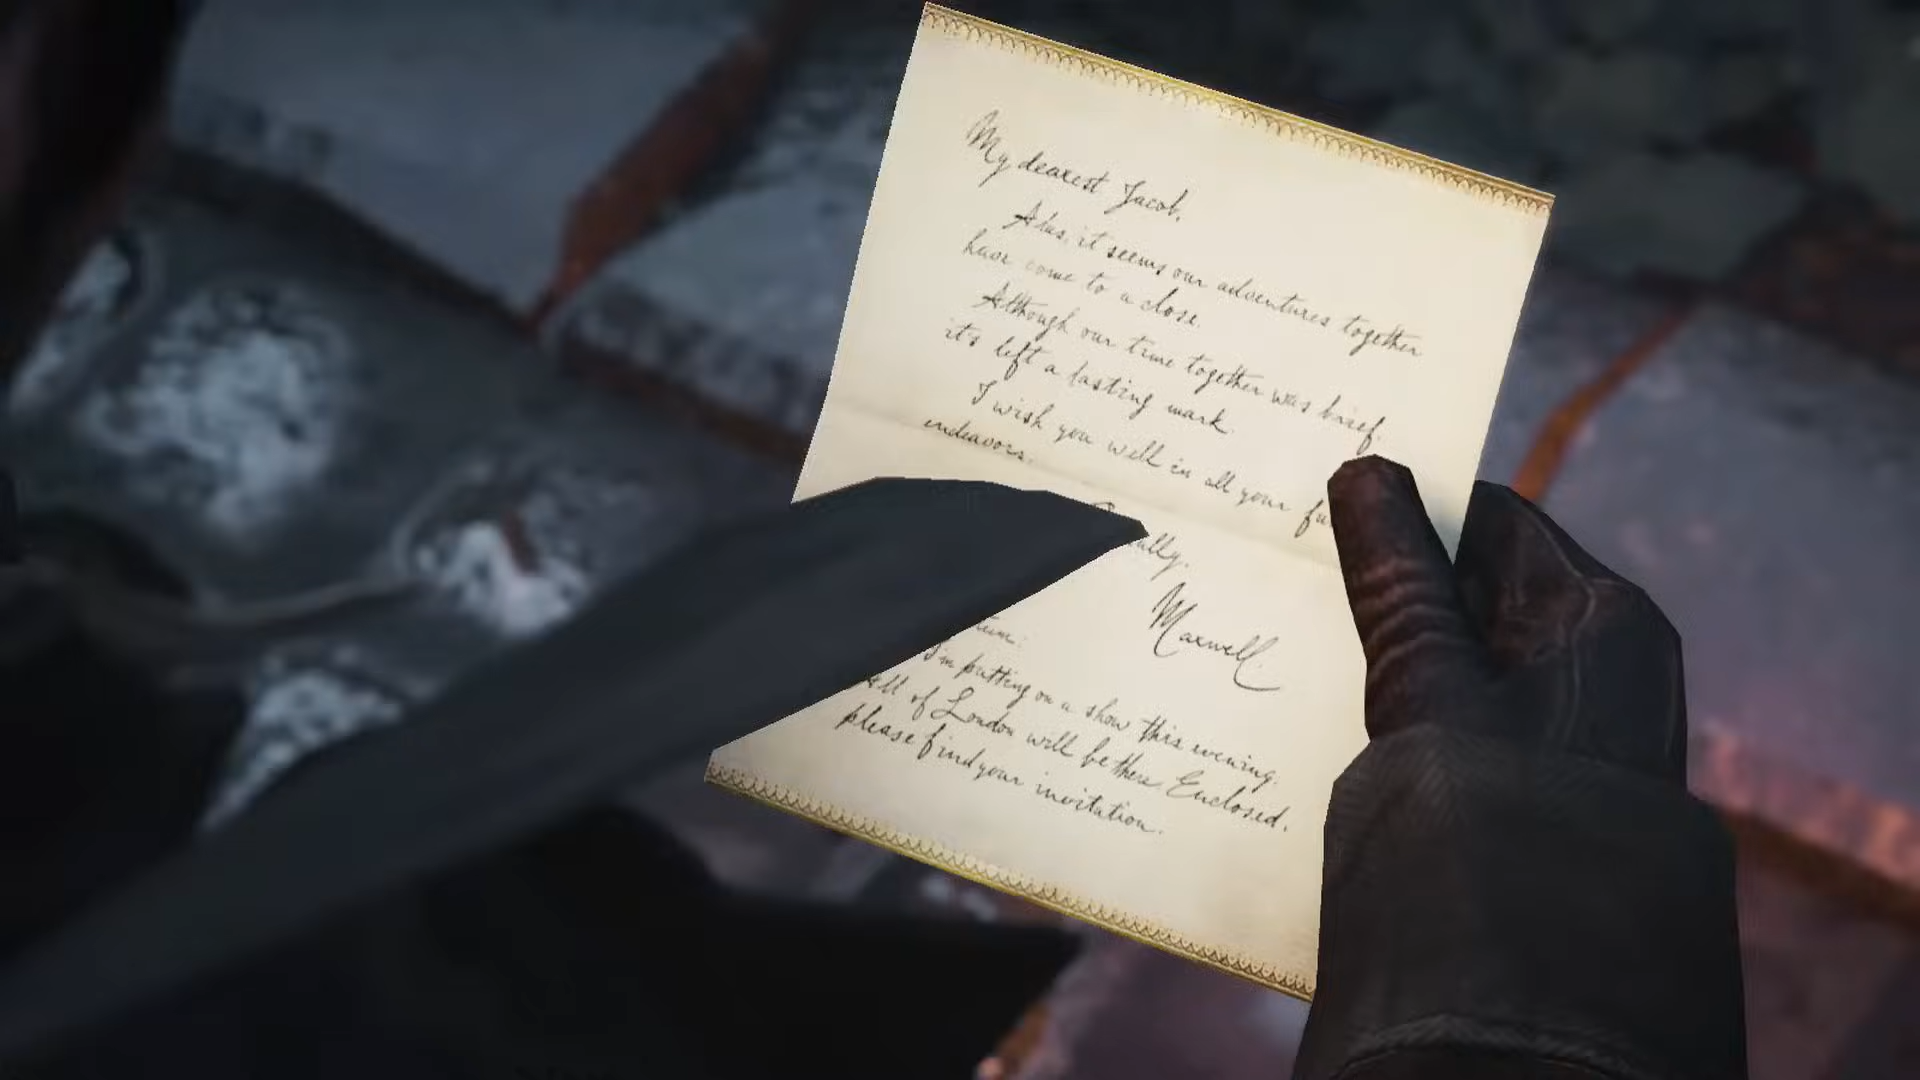 My dearest Jacob,
Alas, it seems our adventures together
have come to a close.
Although our time together was brief,
it's left a lasting mark.
I wish you well in all your
endeavors.
Maxwell.
I'm putting on a show this evening.
All of London will be there. Enclosed,
please find your invitation.